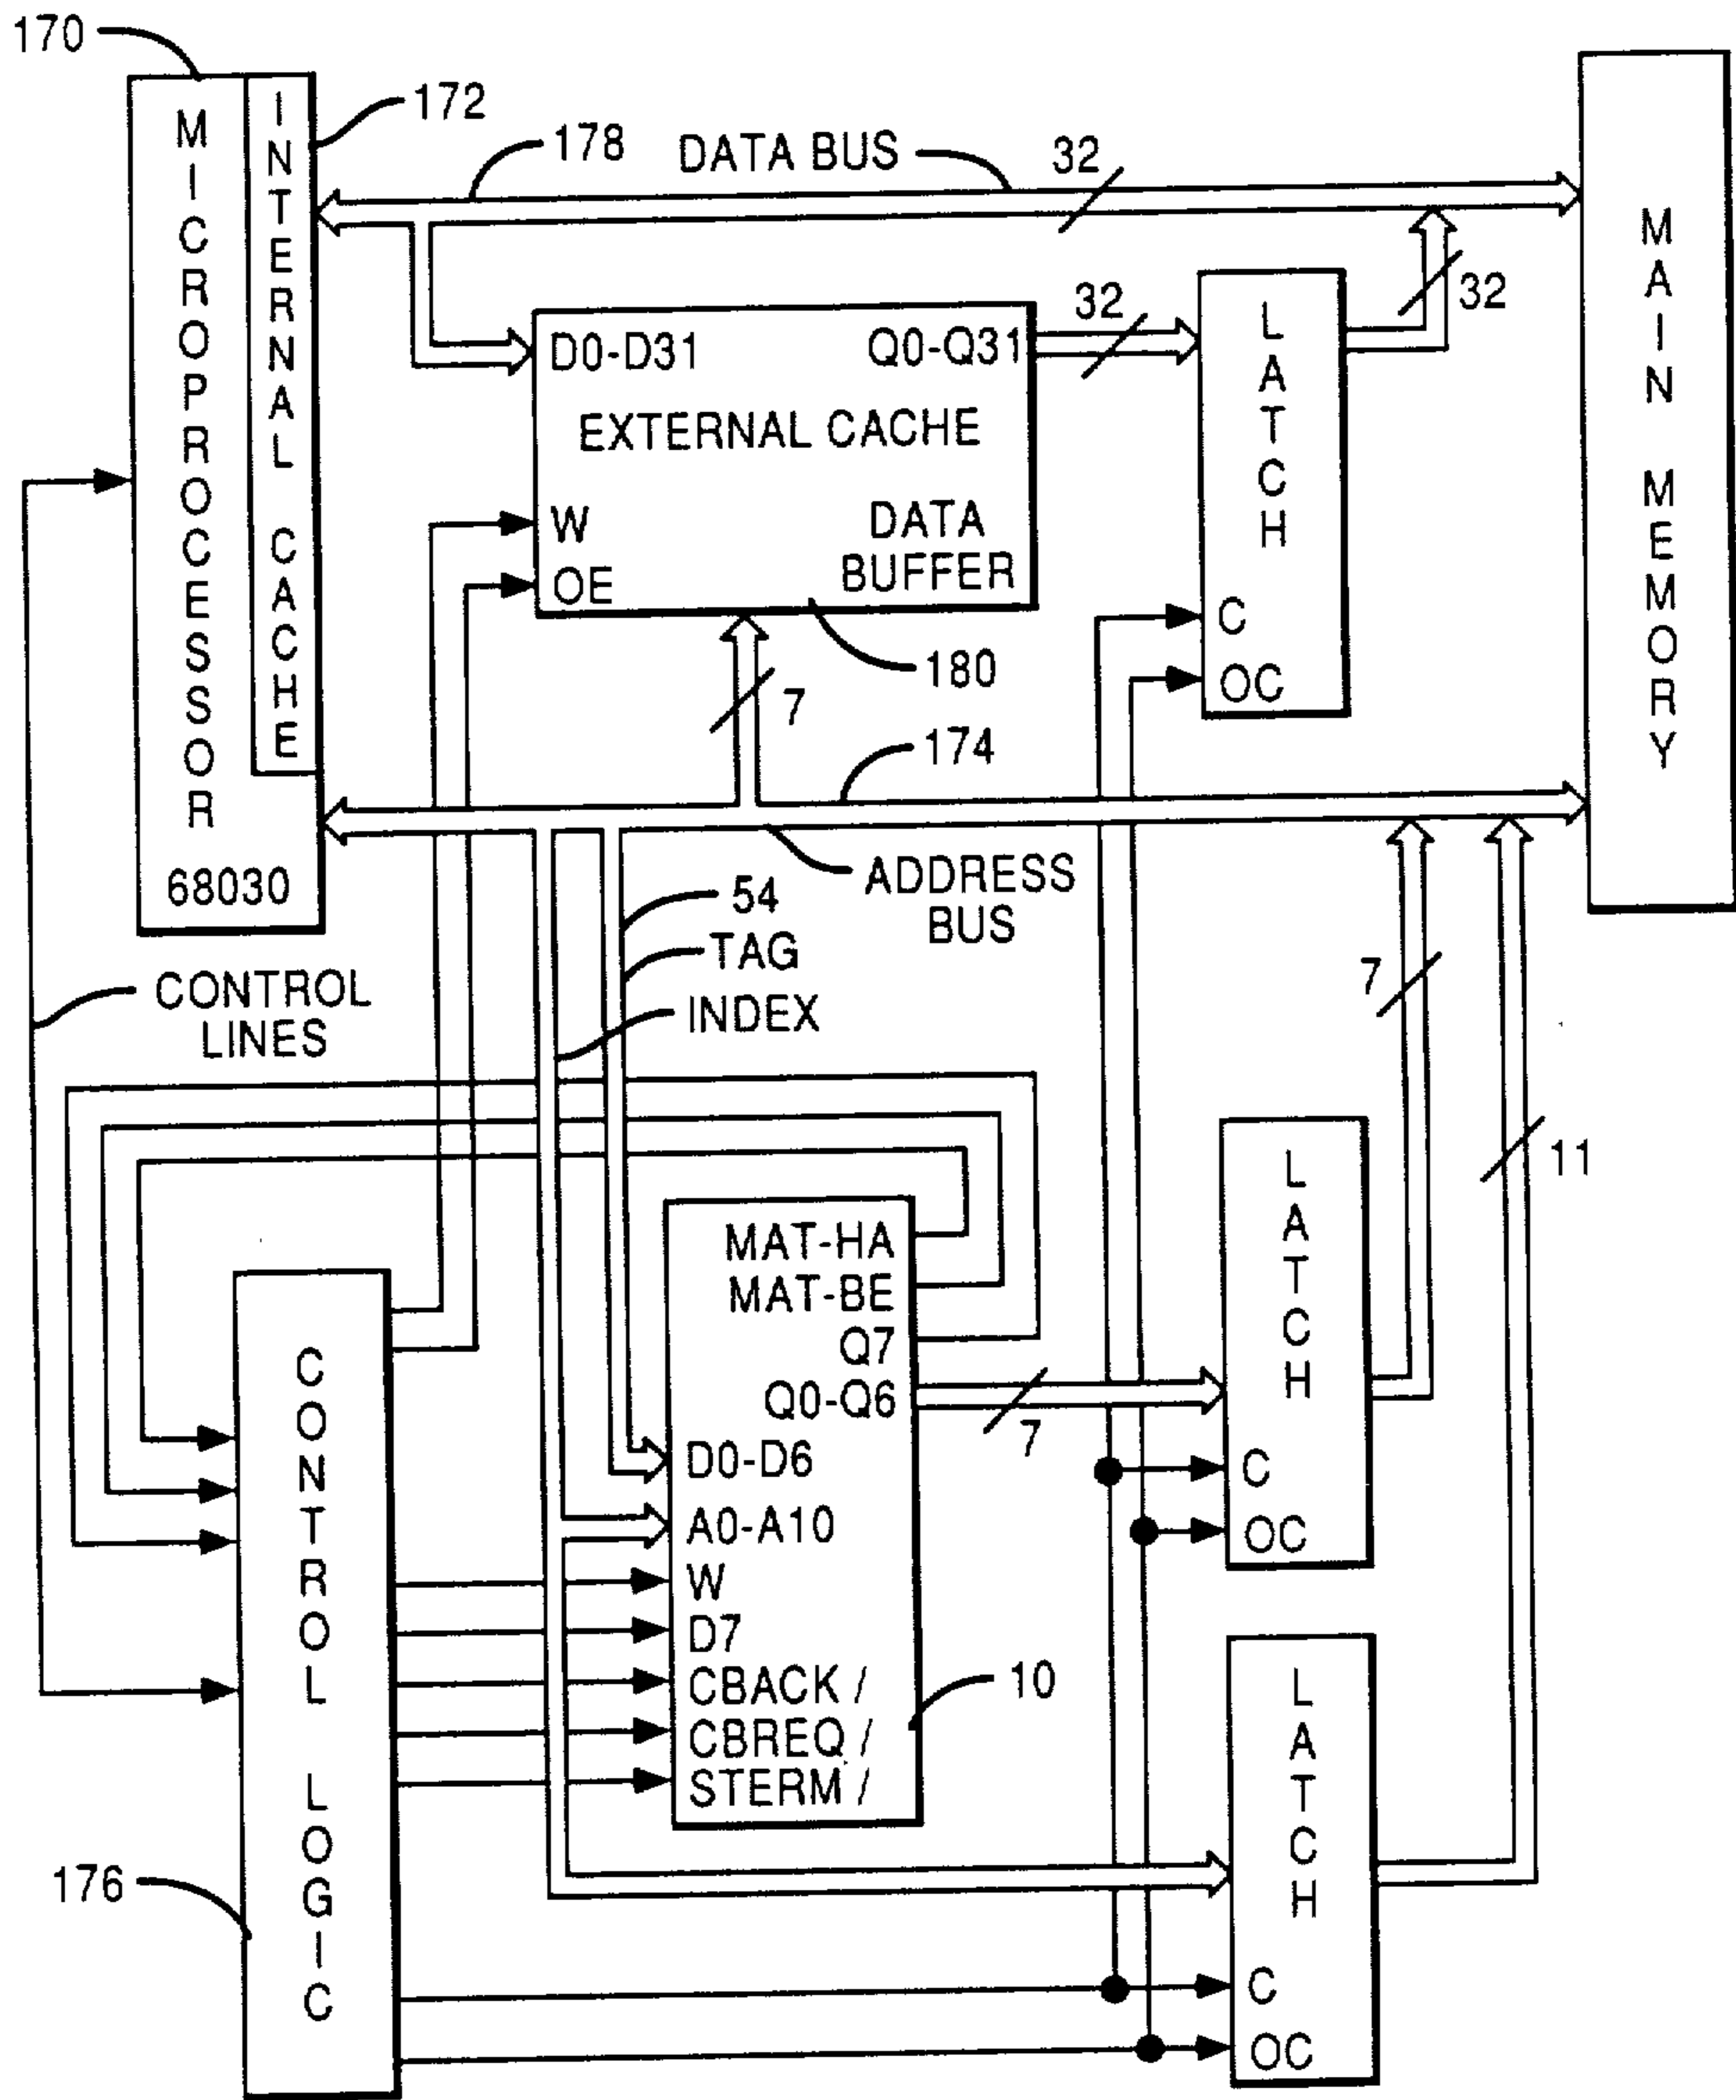 170
MICROPROCESSOR
68030
INTERNAL CACHE
172
178
DATA BUS
32
32
32
MAIN MEMORY
D0-D31
Q0-Q31
EXTERNAL CACHE
W
OE
DATA
BUFFER
180
7
LATCH
C
OC
174
ADDRESS
BUS
54
TAG
INDEX
CONTROL
LINES
7
11
MAT-HA
MAT-BE
Q7
Q0-Q6
7
D0-D6
A0-A10
W
D7
CBACK /
CBREQ /
STERM /
10
LATCH
C
OC
CONTROL LOGIC
176
LATCH
C
OC